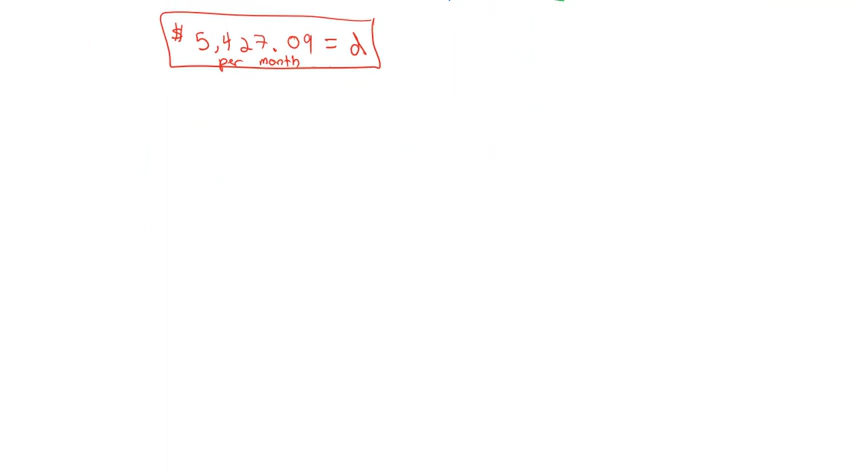 $ 5,427.09 = d
per month